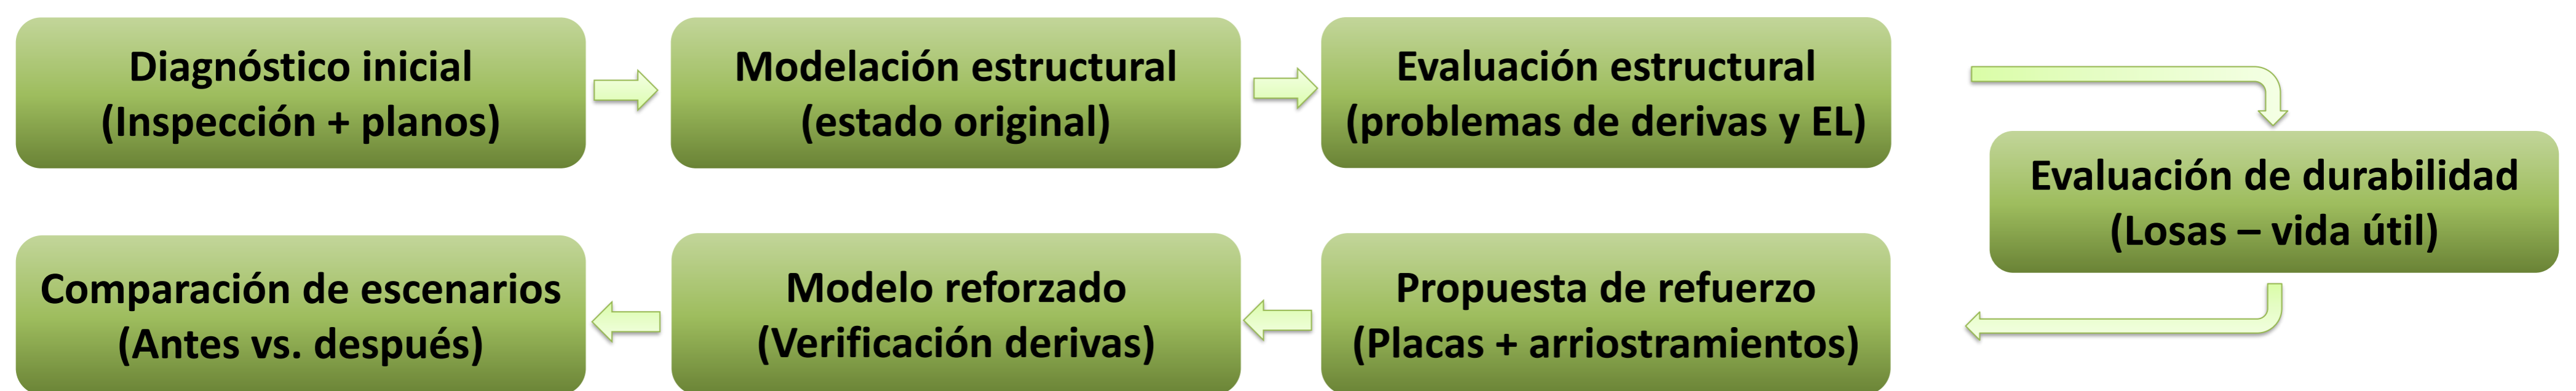 Diagnóstico inicial
(Inspección + planos)
Modelación estructural
(estado original)
Evaluación estructural
(problemas de derivas y EL)
Evaluación de durabilidad
(Losas – vida útil)
Propuesta de refuerzo
(Placas + arriostramientos)
Modelo reforzado
(Verificación derivas)
Comparación de escenarios
(Antes vs. después)